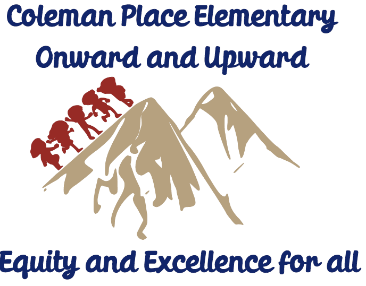 Coleman Place Elementary
Onward and Upward
Equity and Excellence for all